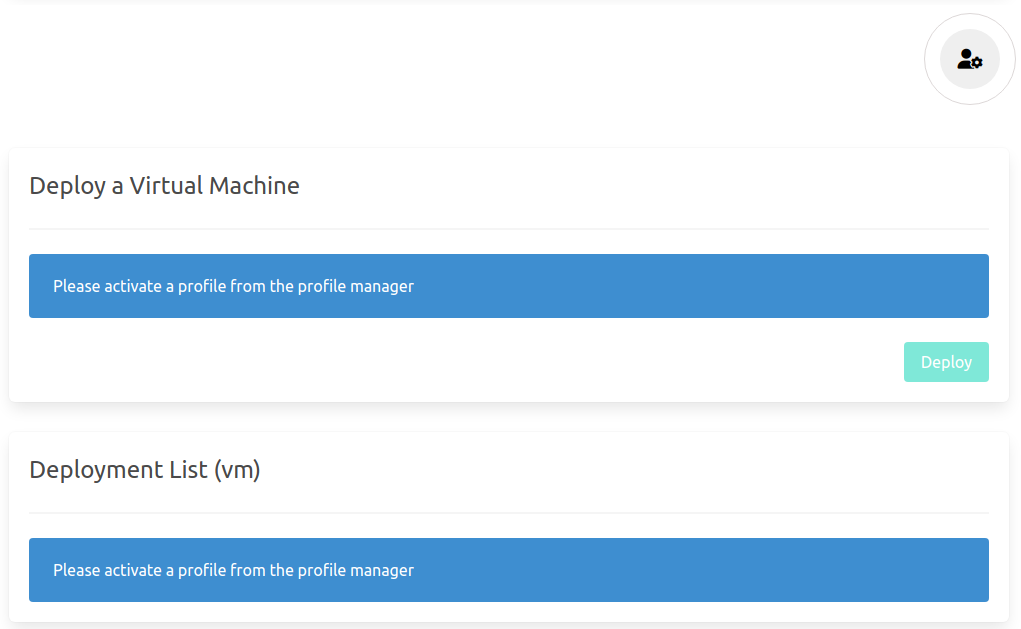 Deploy a Virtual Machine
Please activate a profile from the profile manager
Deploy
Deployment List (vm)
Please activate a profile from the profile manager